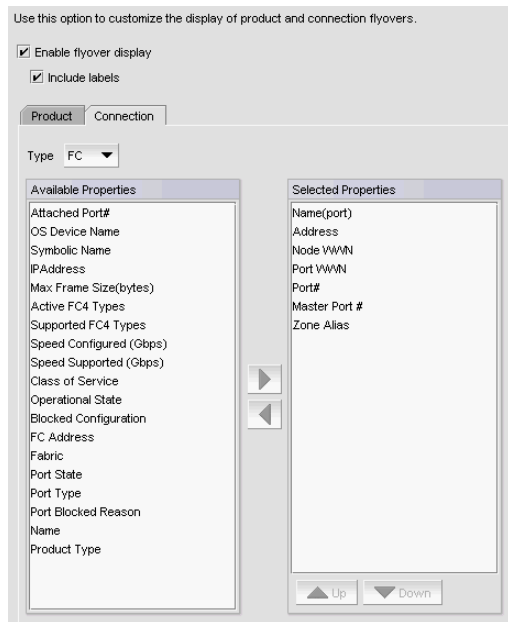 Use this option to customize the display of product and connection flyovers.
Enable flyover display
Include labels
Product Connection
Type FC
Available Properties
Attached Port#
OS Device Name
Symbolic Name
IPAddress
Max Frame Size(bytes)
Active FC4 Types
Supported FC4 Types
Speed Configured (Gbps)
Speed Supported (Gbps)
Class of Service
Operational State
Blocked Configuration
FC Address
Fabric
Port State
Port Type
Port Blocked Reason
Name
Product Type
Selected Properties
Name(port)
Address
Node WWN
Port WWN
Port#
Master Port #
Zone Alias
Up Down